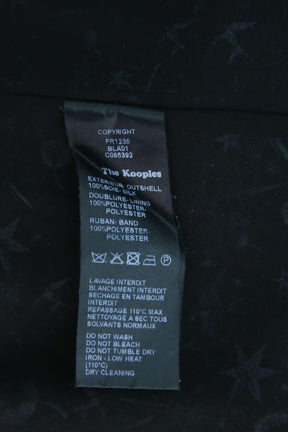 COPYRIGHT
FR1235
BLA01
C065392
The Kooples
EXTERIEUR- OUTSHELL
100%SOIE- SILK
DOUBLURE- LINING
100%POLYESTER-
POLYESTER
RUBAN- BAND
100%POLYESTER-
POLYESTER
LAVAGE INTERDIT
BLANCHIMENT INTERDIT
SECHAGE EN TAMBOUR
INTERDIT
REPASSAGE 110°C MAX
NETTOYAGE A SEC TOUS
SOLVANTS NORMAUX
DO NOT WASH
DO NOT BLEACH
DO NOT TUMBLE DRY
IRON - LOW HEAT
(110°C)
DRY CLEANING